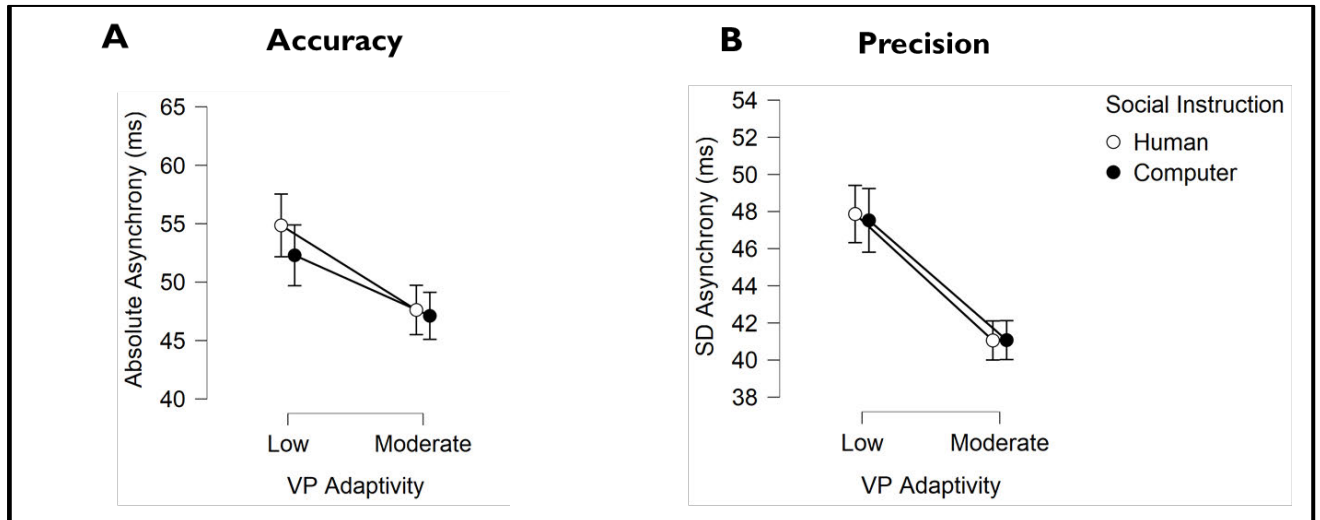 A
Accuracy
Absolute Asynchrony (ms)
65
60
55
50
45
40
Low
Moderate
VP Adaptivity
B
Precision
SD Asynchrony (ms)
54
52
50
48
46
44
42
40
38
Low
Moderate
VP Adaptivity
Social Instruction
Human
Computer